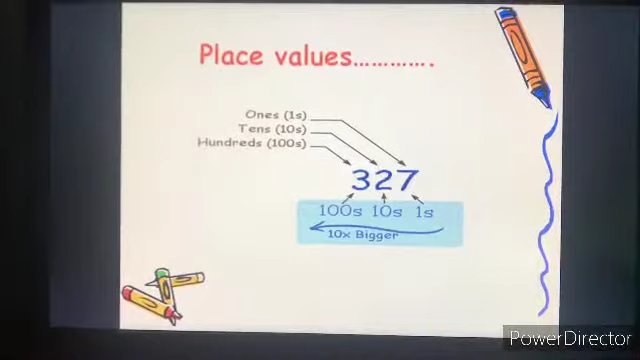 Place values.............
Ones (1s)
Tens (10s)
Hundreds (100s)
327
100s 10s 1s
10x Bigger
PowerDirector